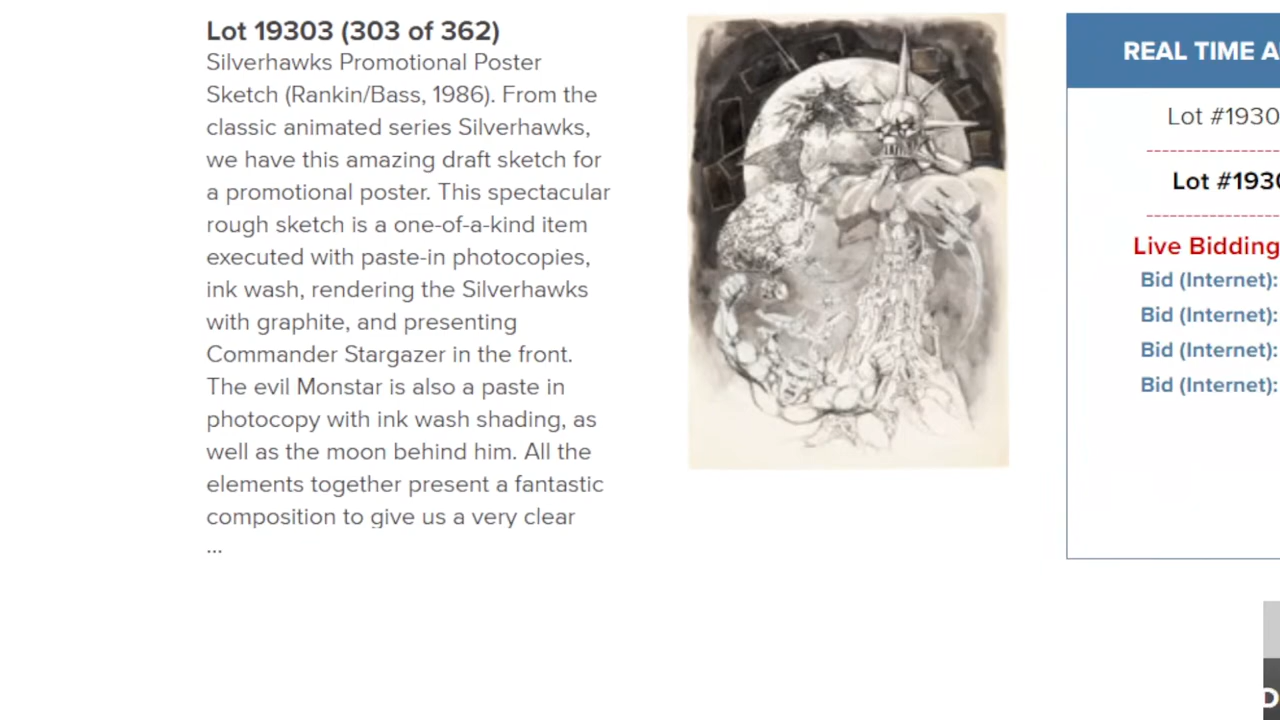 Lot 19303 (303 of 362)
Silverhawks Promotional Poster
Sketch (Rankin/Bass, 1986). From the
classic animated series Silverhawks,
we have this amazing draft sketch for
a promotional poster. This spectacular
rough sketch is a one-of-a-kind item
executed with paste-in photocopies,
ink wash, rendering the Silverhawks
with graphite, and presenting
Commander Stargazer in the front.
The evil Monstar is also a paste in
photocopy with ink wash shading, as
well as the moon behind him. All the
elements together present a fantastic
composition to give us a very clear
...
REAL TIME A
Lot #1930
Lot #1930
Live Bidding
Bid (Internet):
Bid (Internet):
Bid (Internet):
Bid (Internet):